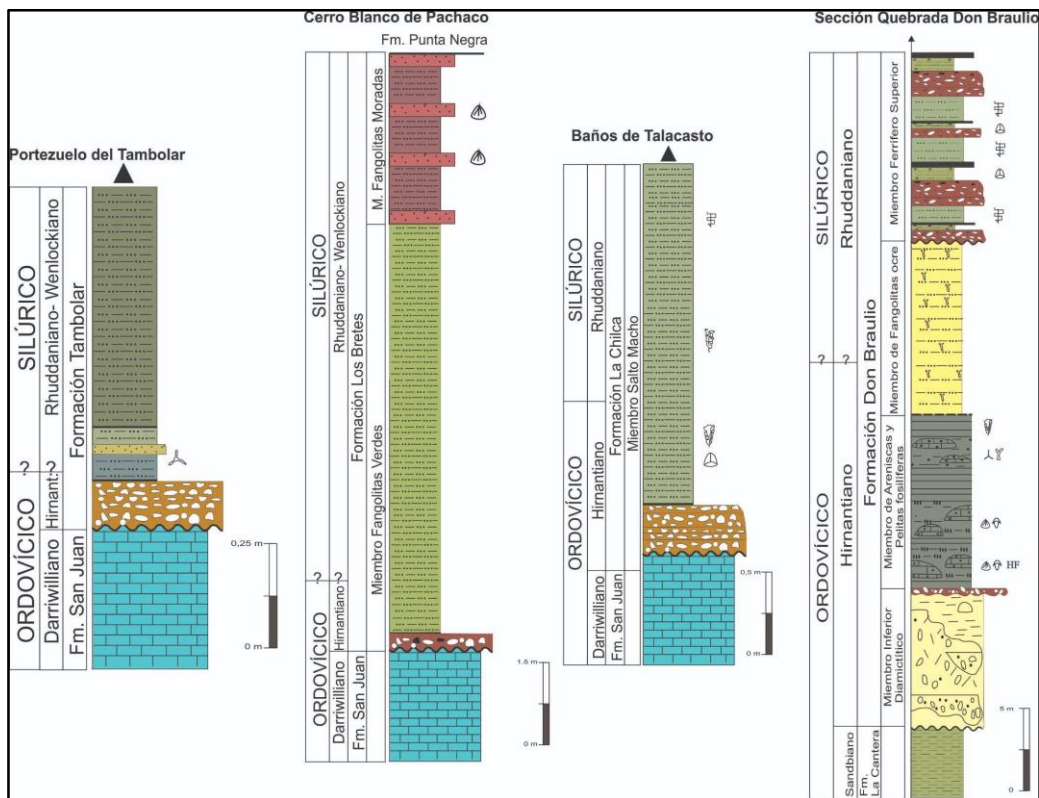 Portezuelo del Tambolar
SILÚRICO
?
ORDOVÍCICO
Rhuddaniano- Wenlockiano
?
Hirnant.
Darriwilliano
Formación Tambolar
Fm. San Juan
0,25 m
0 m
Cerro Blanco de Pachaco
Fm. Punta Negra
SILÚRICO
?
ORDOVÍCICO
Rhuddaniano- Wenlockiano
?
Hirnantiano
Darriwilliano
Formación Los Bretes
Fm. San Juan
M. Fangolitas Moradas
Miembro Fangolitas Verdes
1.5 m
0 m
Baños de Talacasto
SILÚRICO
ORDOVÍCICO
Rhuddaniano
Hirnantiano
Darriwilliano
Formación La Chilca
Fm. San Juan
Miembro Salto Macho
0,5 m
0 m
Sección Quebrada Don Braulio
SILÚRICO
?
ORDOVÍCICO
Rhuddaniano
?
Hirnantiano
Sandbiano
Formación Don Braulio
Fm.
La Cantera
Miembro Ferrífero Superior
Miembro de Fangolitas ocre
Miembro de Areniscas y
Pelitas fosilíferas
Miembro Inferior
Diamictítico
HF
5 m
0